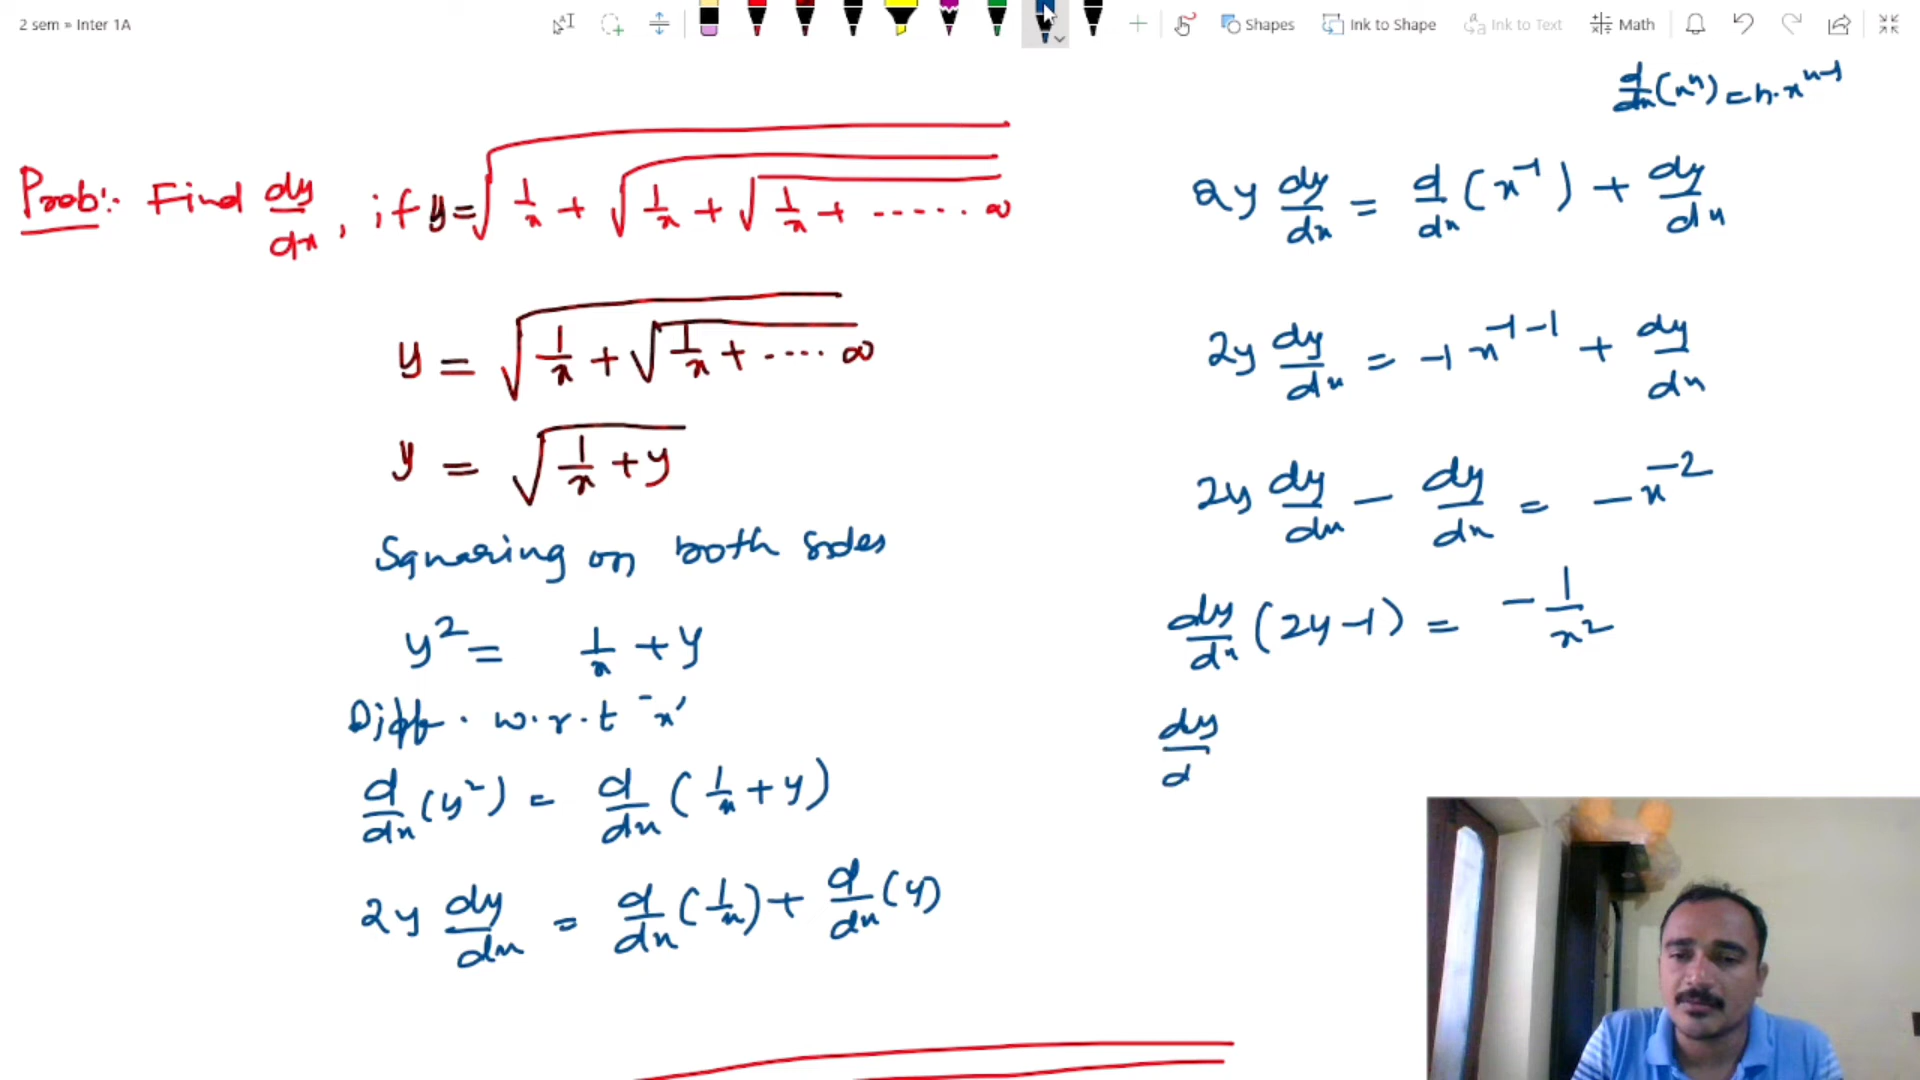 2 sem » Inter 1A
Shapes
Ink to Shape
Ink to Text
Math
d/dx (xⁿ) = n·xⁿ⁻¹
Prob:- Find dy/dx, if y = √(1/x + √(1/x + √(1/x + ------ ∞
y = √(1/x + √(1/x + ···· ∞
y = √(1/x + y)
Squaring on both sides
y² = 1/x + y
Diff. w.r.t 'x'
d/dx (y²) = d/dx (1/x + y)
2y dy/dx = d/dx (1/x) + d/dx (y)
2y dy/dx = d/dx (x⁻¹) + dy/dx
2y dy/dx = -1 x⁻¹⁻¹ + dy/dx
2y dy/dx - dy/dx = -x⁻²
dy/dx (2y-1) = -1/x²
dy/d